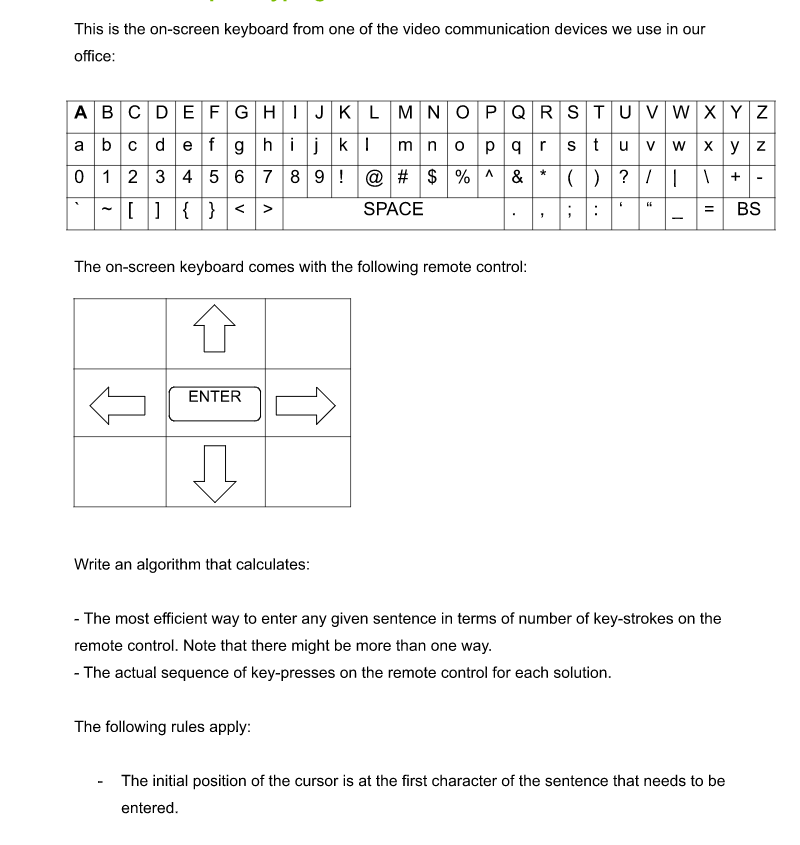 This is the on-screen keyboard from one of the video communication devices we use in our
office:
A B C D E F G H I J K L M N O P Q R S T U V W X Y Z
a b c d e f g h i j k l m n o p q r s t u v w x y z
0 1 2 3 4 5 6 7 8 9 ! @ # $ % ^ & * ( ) ? / | \ + -
` ~ [ ] { } < > SPACE . , ; : ‘ “ _ = BS
The on-screen keyboard comes with the following remote control:
ENTER
Write an algorithm that calculates:
- The most efficient way to enter any given sentence in terms of number of key-strokes on the
remote control. Note that there might be more than one way.
- The actual sequence of key-presses on the remote control for each solution.
The following rules apply:
- The initial position of the cursor is at the first character of the sentence that needs to be
entered.